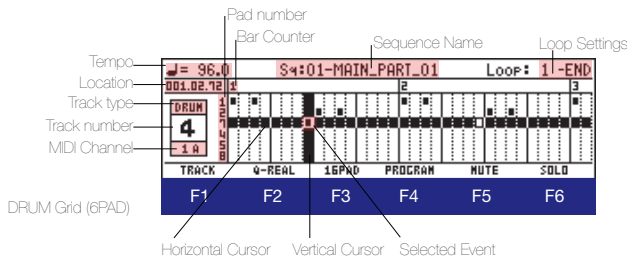 Pad number
Bar Counter
Tempo
Sequence Name
Loop Settings
♩= 96.0 Sq:01-MAIN_PART_01 Loop: 1-END
Location
001.02.72 1 2 3
Track type
DRUM
Track number
4
MIDI Channel
1A
1
2
4
5
6
TRACK Q-REAL 16PAD PROGRAM MUTE SOLO
F1 F2 F3 F4 F5 F6
DRUM Grid (6PAD)
Horizontal Cursor Vertical Cursor Selected Event